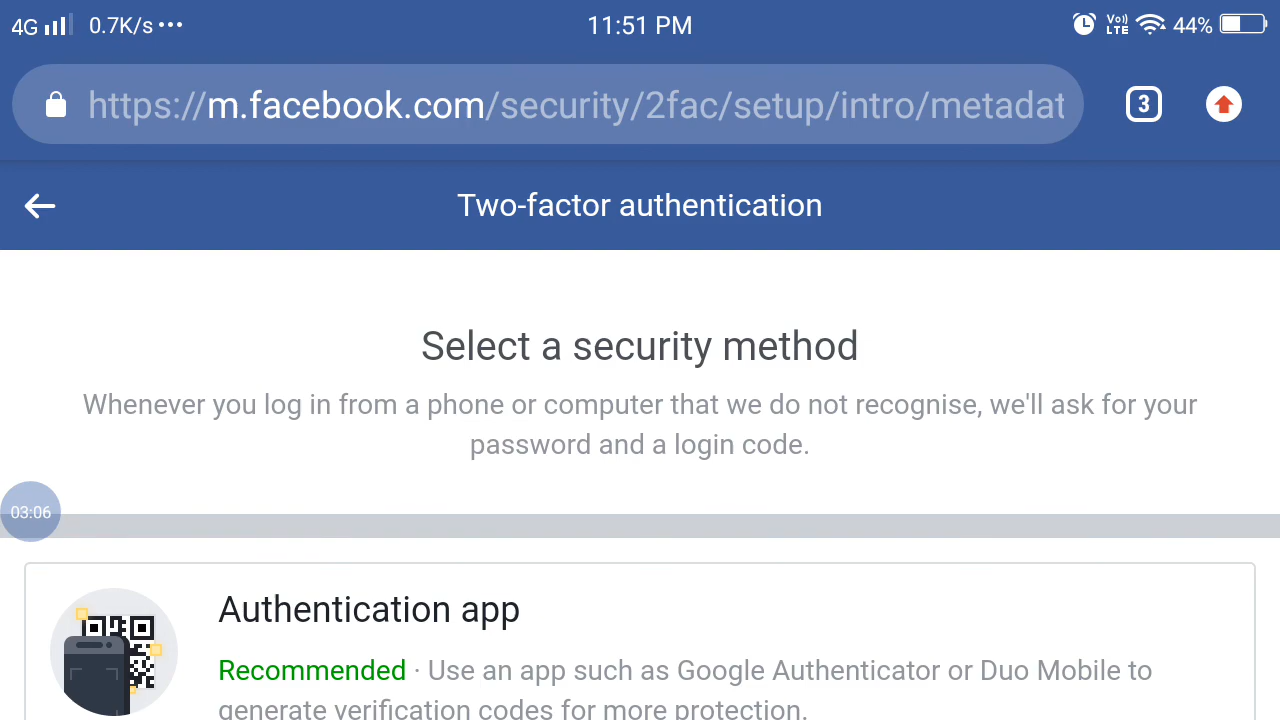 4G 0.7K/s ••• 11:51 PM Vo)) LTE 44%
https://m.facebook.com/security/2fac/setup/intro/metadat 3
Two-factor authentication
Select a security method
Whenever you log in from a phone or computer that we do not recognise, we'll ask for your
password and a login code.
03:06
Authentication app
Recommended · Use an app such as Google Authenticator or Duo Mobile to
generate verification codes for more protection.